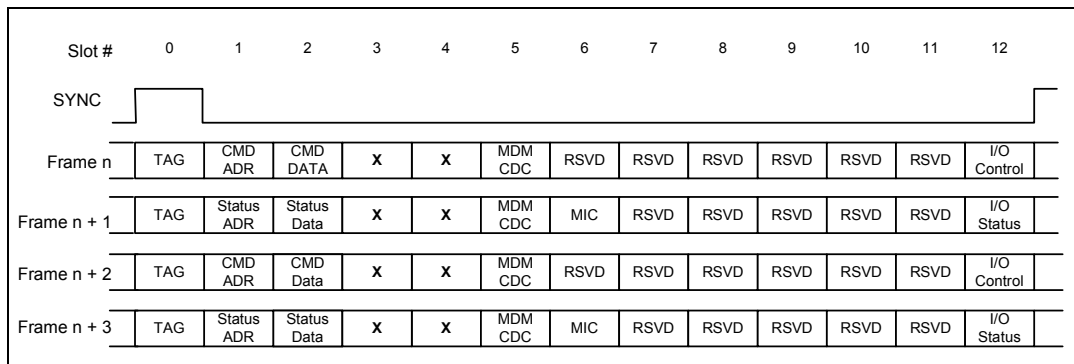 Slot # 0 1 2 3 4 5 6 7 8 9 10 11 12
SYNC
Frame n TAG CMD ADR CMD DATA X X MDM CDC RSVD RSVD RSVD RSVD RSVD RSVD I/O Control
Frame n + 1 TAG Status ADR Status Data X X MDM CDC MIC RSVD RSVD RSVD RSVD RSVD I/O Status
Frame n + 2 TAG CMD ADR CMD Data X X MDM CDC RSVD RSVD RSVD RSVD RSVD RSVD I/O Control
Frame n + 3 TAG Status ADR Status Data X X MDM CDC MIC RSVD RSVD RSVD RSVD RSVD I/O Status